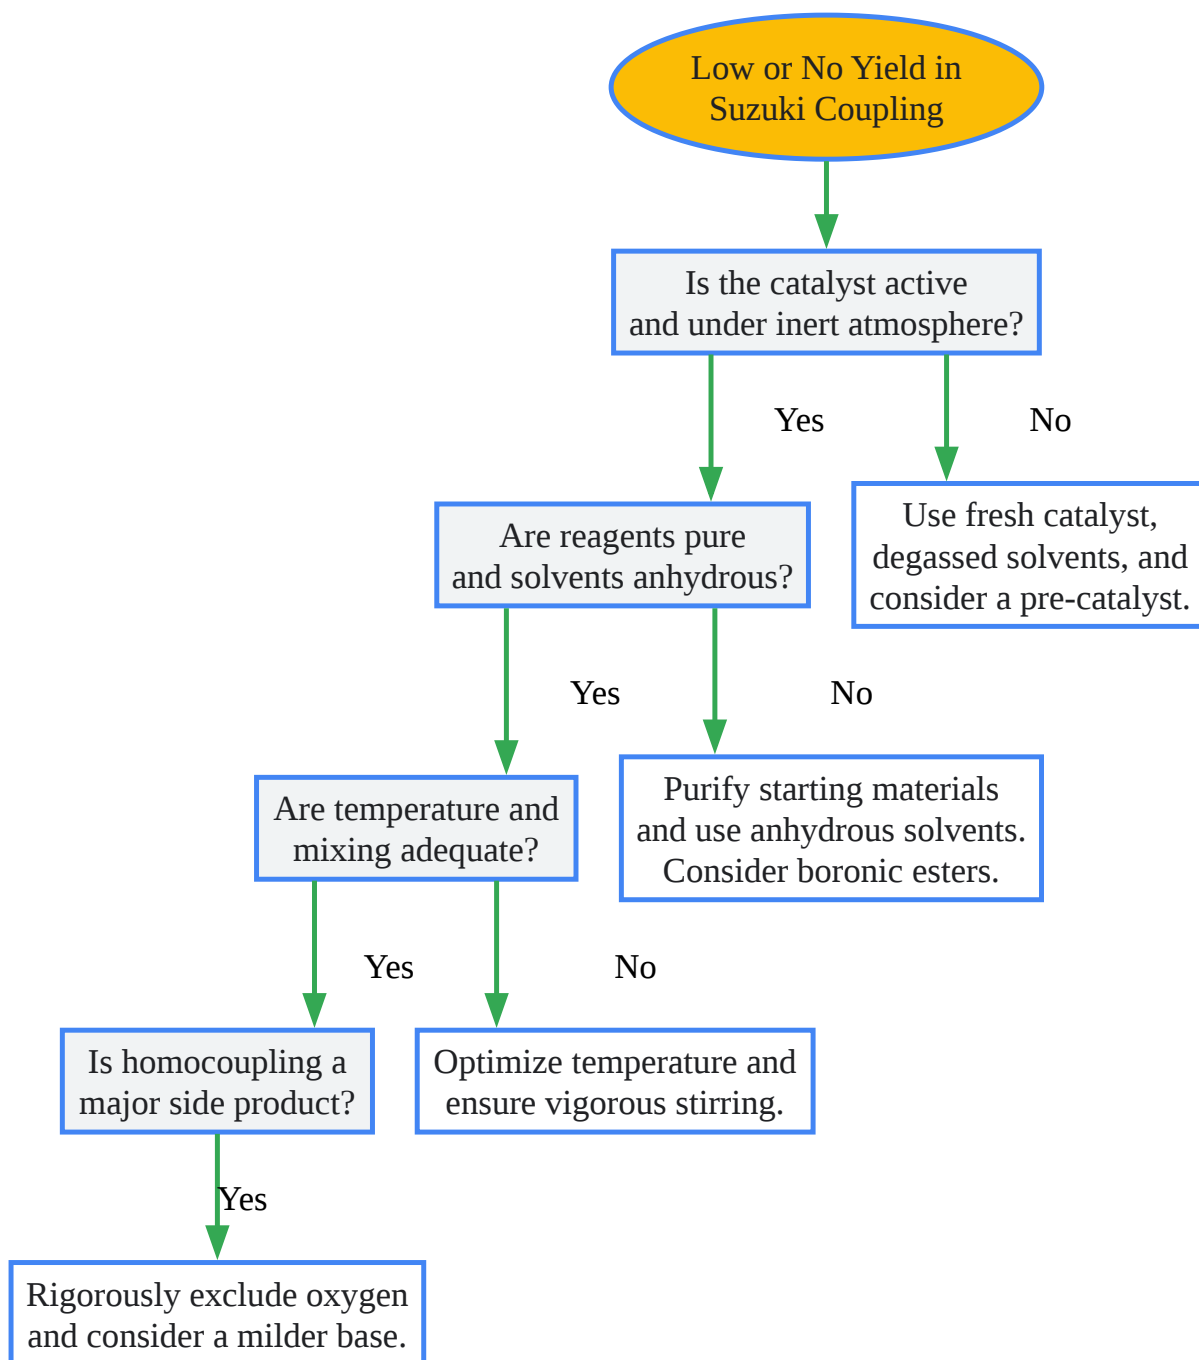 Low or No Yield in
Suzuki Coupling
Is the catalyst active
and under inert atmosphere?
Yes
No
Are reagents pure
and solvents anhydrous?
Use fresh catalyst,
degassed solvents, and
consider a pre-catalyst.
Yes
No
Are temperature and
mixing adequate?
Purify starting materials
and use anhydrous solvents.
Consider boronic esters.
Yes
No
Is homocoupling a
major side product?
Optimize temperature and
ensure vigorous stirring.
Yes
Rigorously exclude oxygen
and consider a milder base.